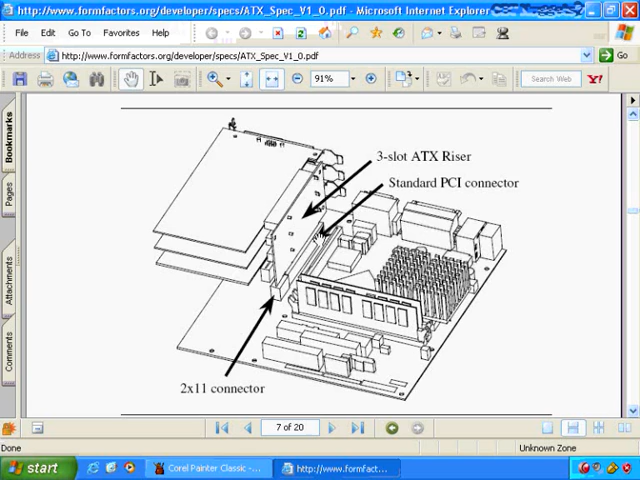 http://www.formfactors.org/developer/specs/ATX_Spec_V1_0.pdf - Microsoft Internet Explorer
File Edit View Go To Favorites Help
Address http://www.formfactors.org/developer/specs/ATX_Spec_V1_0.pdf Go
91% Search Web Y!
Bookmarks
Pages
Attachments
Comments
3-slot ATX Riser
Standard PCI connector
2x11 connector
7 of 20
Done Unknown Zone
start Corel Painter Classic -... http://www.formfact...